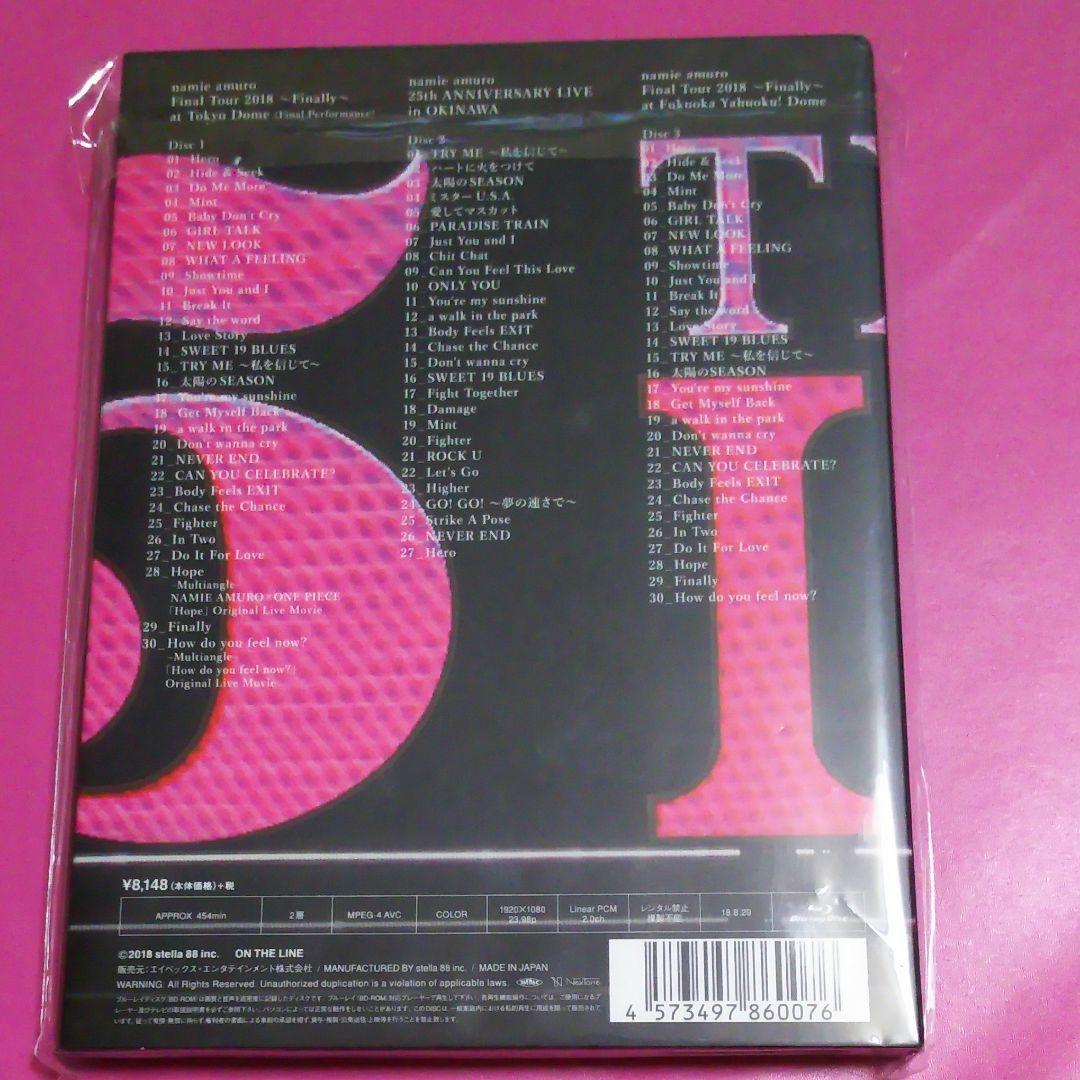 namie amuro
Final Tour 2018 ～Finally～
at Tokyo Dome (Final Performance)
Disc 1
01_Hero
02_Hide & Seek
03_Do Me More
04_Mint
05_Baby Don't Cry
06_GIRL TALK
07_NEW LOOK
08_WHAT A FEELING
09_Showtime
10_Just You and I
11_Break It
12_Say the word
13_Love Story
14_SWEET 19 BLUES
15_TRY ME ～私を信じて～
16_太陽のSEASON
17_You're my sunshine
18_Get Myself Back
19_a walk in the park
20_Don't wanna cry
21_NEVER END
22_CAN YOU CELEBRATE?
23_Body Feels EXIT
24_Chase the Chance
25_Fighter
26_In Two
27_Do It For Love
28_Hope
-Multiangle-
NAMIE AMURO×ONE PIECE
「Hope」Original Live Movie
29_Finally
30_How do you feel now?
-Multiangle-
「How do you feel now?」
Original Live Movie
namie amuro
25th ANNIVERSARY LIVE
in OKINAWA
Disc 2
01_TRY ME ～私を信じて～
02_ハートに火をつけて
03_太陽のSEASON
04_ミスターU.S.A.
05_愛してマスカット
06_PARADISE TRAIN
07_Just You and I
08_Chit Chat
09_Can You Feel This Love
10_ONLY YOU
11_You're my sunshine
12_a walk in the park
13_Body Feels EXIT
14_Chase the Chance
15_Don't wanna cry
16_SWEET 19 BLUES
17_Fight Together
18_Damage
19_Mint
20_Fighter
21_ROCK U
22_Let's Go
23_Higher
24_GO! GO! ～夢の速さで～
25_Strike A Pose
26_NEVER END
27_Hero
namie amuro
Final Tour 2018 ～Finally～
at Fukuoka Yahuoku! Dome
Disc 3
01_Hero
02_Hide & Seek
03_Do Me More
04_Mint
05_Baby Don't Cry
06_GIRL TALK
07_NEW LOOK
08_WHAT A FEELING
09_Showtime
10_Just You and I
11_Break It
12_Say the word
13_Love Story
14_SWEET 19 BLUES
15_TRY ME ～私を信じて～
16_太陽のSEASON
17_You're my sunshine
18_Get Myself Back
19_a walk in the park
20_Don't wanna cry
21_NEVER END
22_CAN YOU CELEBRATE?
23_Body Feels EXIT
24_Chase the Chance
25_Fighter
26_In Two
27_Do It For Love
28_Hope
29_Finally
30_How do you feel now?
¥8,148(本体価格)+税
APPROX 454min 2層 MPEG-4 AVC COLOR 1920×1080 23.98p Linear PCM 2.0ch レンタル禁止 複製不能 18.8.29 Blu-ray Disc
©2018 stella 88 inc. ON THE LINE
販売元:エイベックス・エンタテインメント株式会社 / MANUFACTURED BY stella 88 inc. / MADE IN JAPAN
WARNING: All Rights Reserved. Unauthorized duplication is a violation of applicable laws. NexTone
4 573497 860076